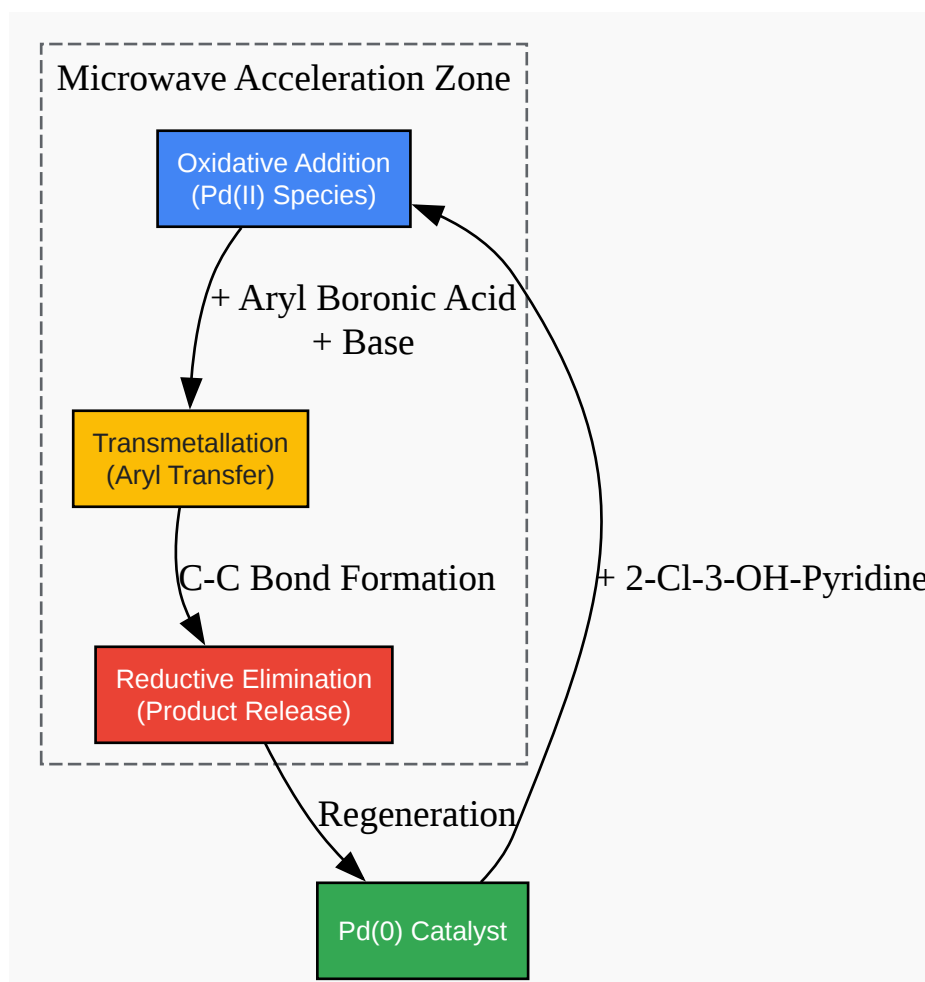 Microwave Acceleration Zone
Oxidative Addition
(Pd(II) Species)
+ Aryl Boronic Acid
+ Base
Transmetallation
(Aryl Transfer)
C-C Bond Formation
+ 2-Cl-3-OH-Pyridine
Reductive Elimination
(Product Release)
Regeneration
Pd(0) Catalyst